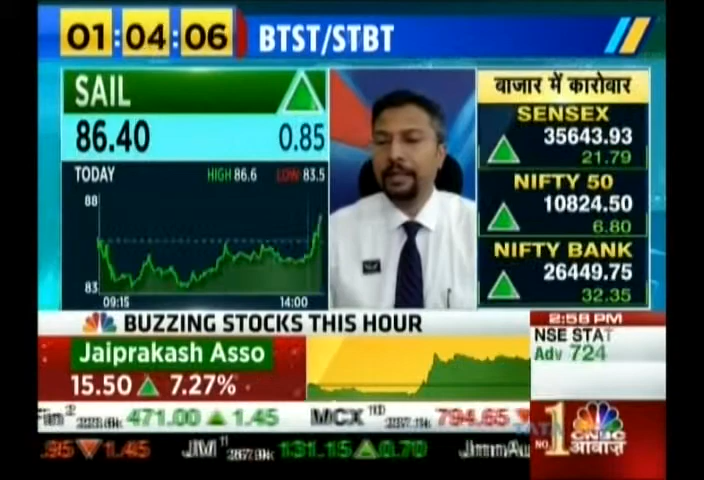 01:04:06 BTST/STBT
SAIL
86.40 0.85
TODAY HIGH 86.6 LOW 83.5
88
83
09:15 14:00
बाजार में कारोबार
SENSEX
35643.93
21.79
NIFTY 50
10824.50
6.80
NIFTY BANK
26449.75
32.35
BUZZING STOCKS THIS HOUR
Jaiprakash Asso
15.50 7.27%
2:58 PM
NSE STAT
Adv 724
471.00 1.45 MCX 794.65
.95 1.45 JM 131.15 0.70
NO. 1 CNBC
आवाज़